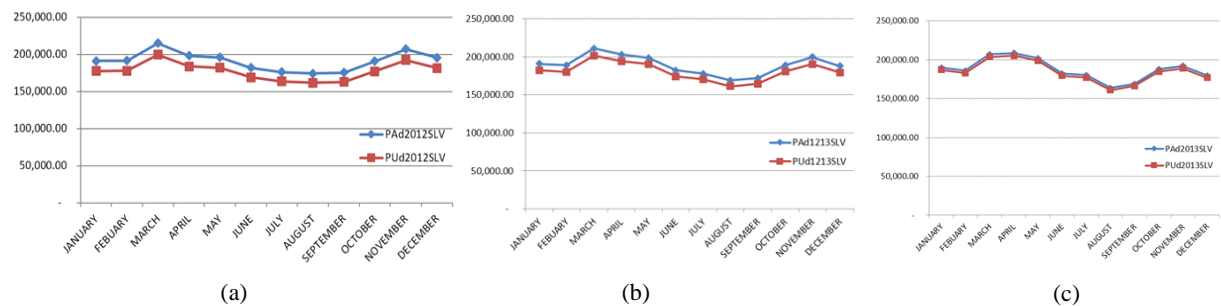 250,000.00
200,000.00
150,000.00
100,000.00
50,000.00
-
PAd2012SLV
PUd2012SLV
JANUARY
FEBUARY
MARCH
APRIL
MAY
JUNE
JULY
AUGUST
SEPTEMBER
OCTOBER
NOVEMBER
DECEMBER
(a)
250,000.00
200,000.00
150,000.00
100,000.00
50,000.00
-
PAd1213SLV
PUd1213SLV
JANUARY
FEBUARY
MARCH
APRIL
MAY
JUNE
JULY
AUGUST
SEPTEMBER
OCTOBER
NOVEMBER
DECEMBER
(b)
250,000.00
200,000.00
150,000.00
100,000.00
50,000.00
-
PAd2013SLV
PUd2013SLV
JANUARY
FEBUARY
MARCH
APRIL
MAY
JUNE
JULY
AUGUST
SEPTEMBER
OCTOBER
NOVEMBER
DECEMBER
(c)